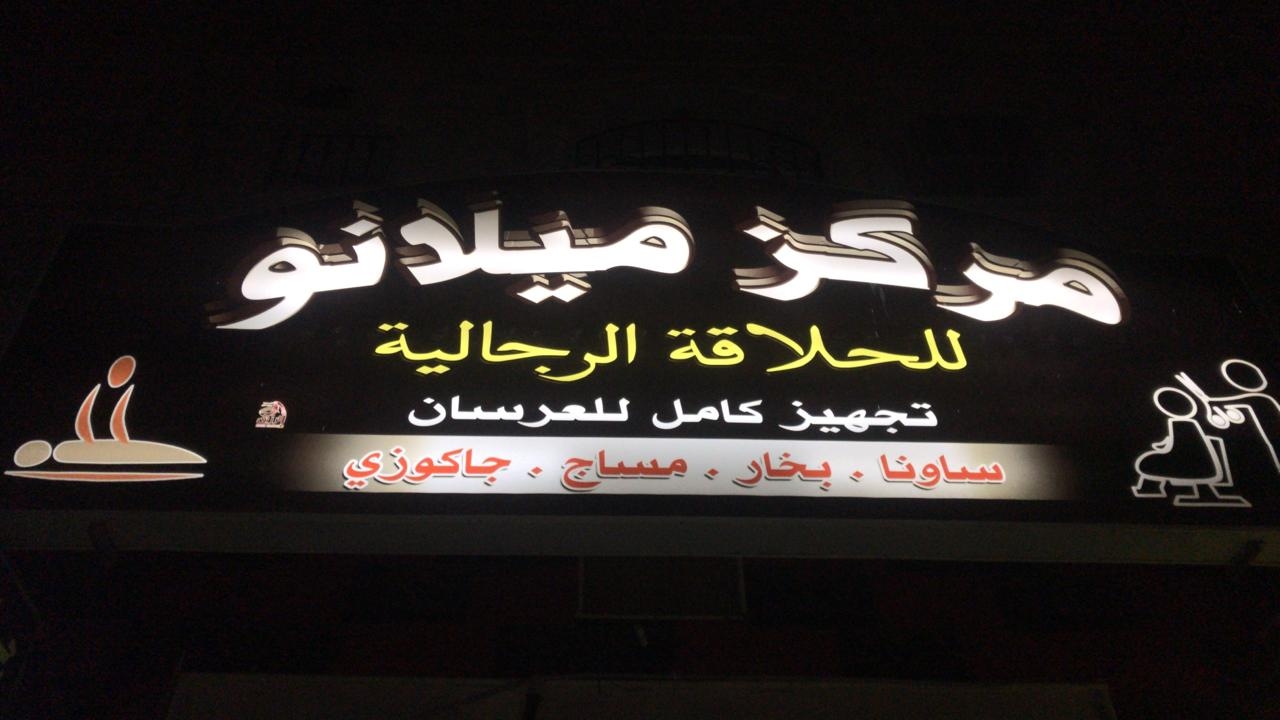 مركز ميلانو
للحلاقة الرجالية
تجهيز كامل للعرسان
ساونا . بخار . مساج . جاكوزي